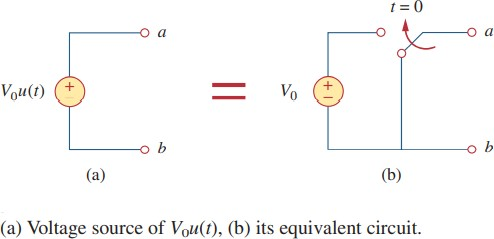 t = 0
a
a
V₀u(t)
+
–
=
V₀
+
–
b
b
(a)
(b)
(a) Voltage source of V₀u(t), (b) its equivalent circuit.